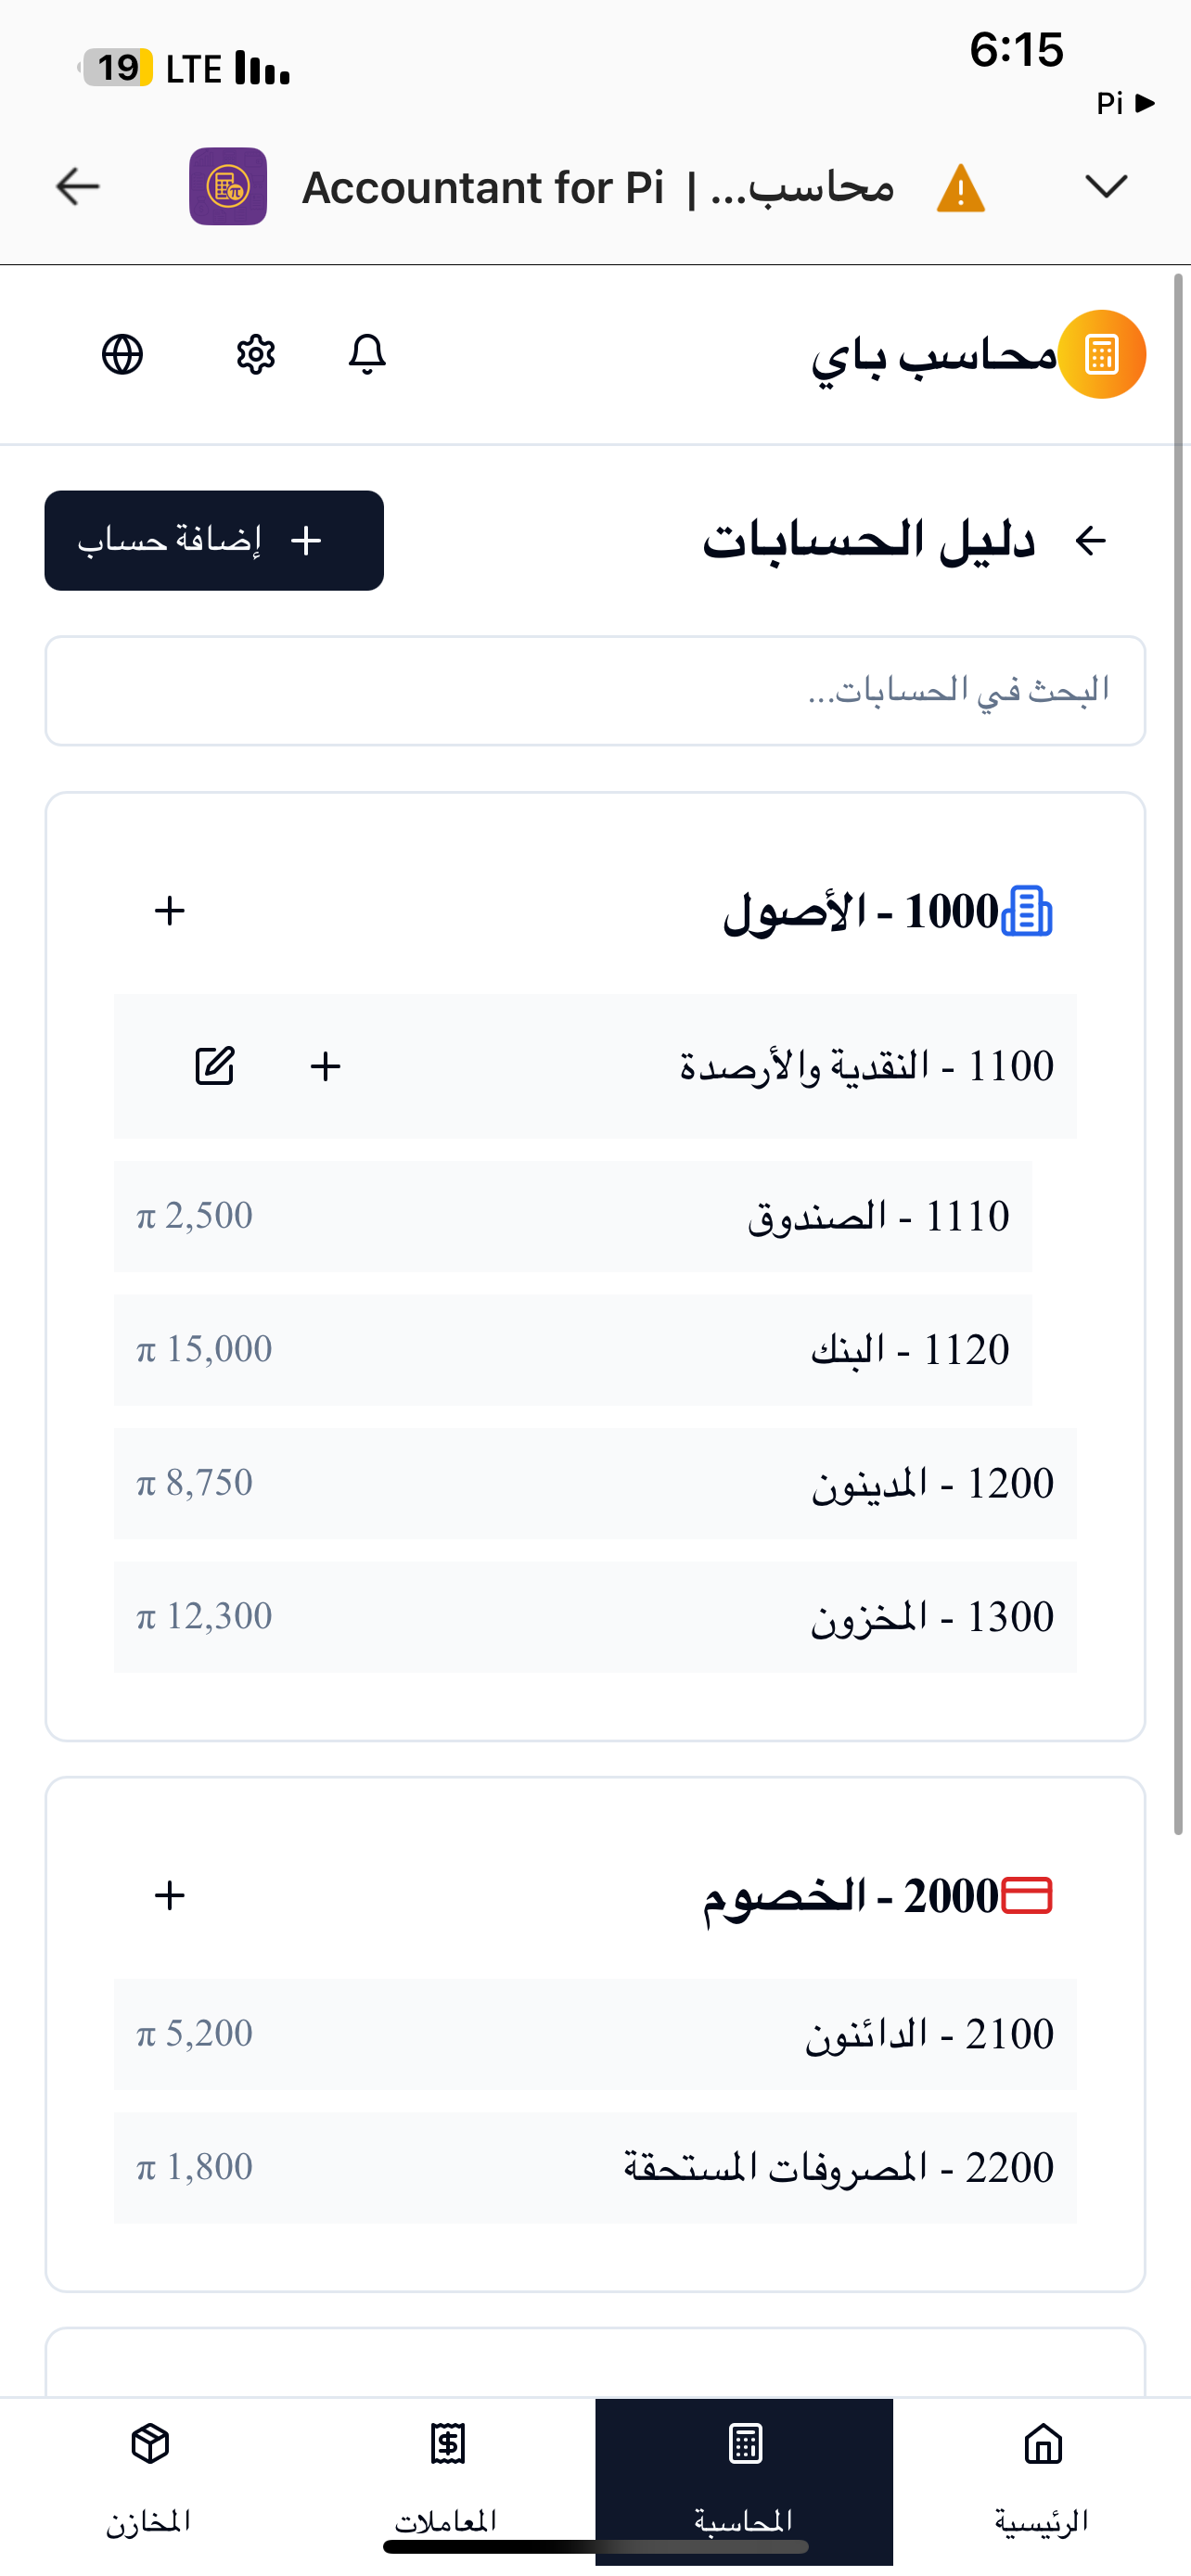 6:15
19 LTE
Pi
Accountant for Pi | محاسب...
محاسب باي
دليل الحسابات
إضافة حساب
البحث في الحسابات...
1000 - الأصول
1100 - النقدية والأرصدة
1110 - الصندوق
π 2,500
1120 - البنك
π 15,000
1200 - المدينون
π 8,750
1300 - المخزون
π 12,300
2000 - الخصوم
2100 - الدائنون
π 5,200
2200 - المصروفات المستحقة
π 1,800
الرئيسية
المحاسبة
المعاملات
المخازن